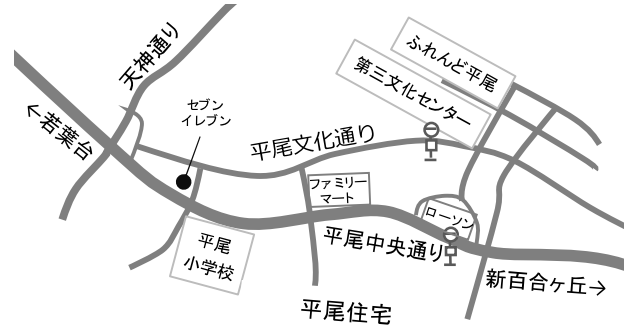 天神通り
ふれんど平尾
第三文化センター
セブン
イレブン
←若葉台
平尾文化通り
ファミリー
マート
ローソン
平尾中央通り
平尾
小学校
新百合ヶ丘→
平尾住宅